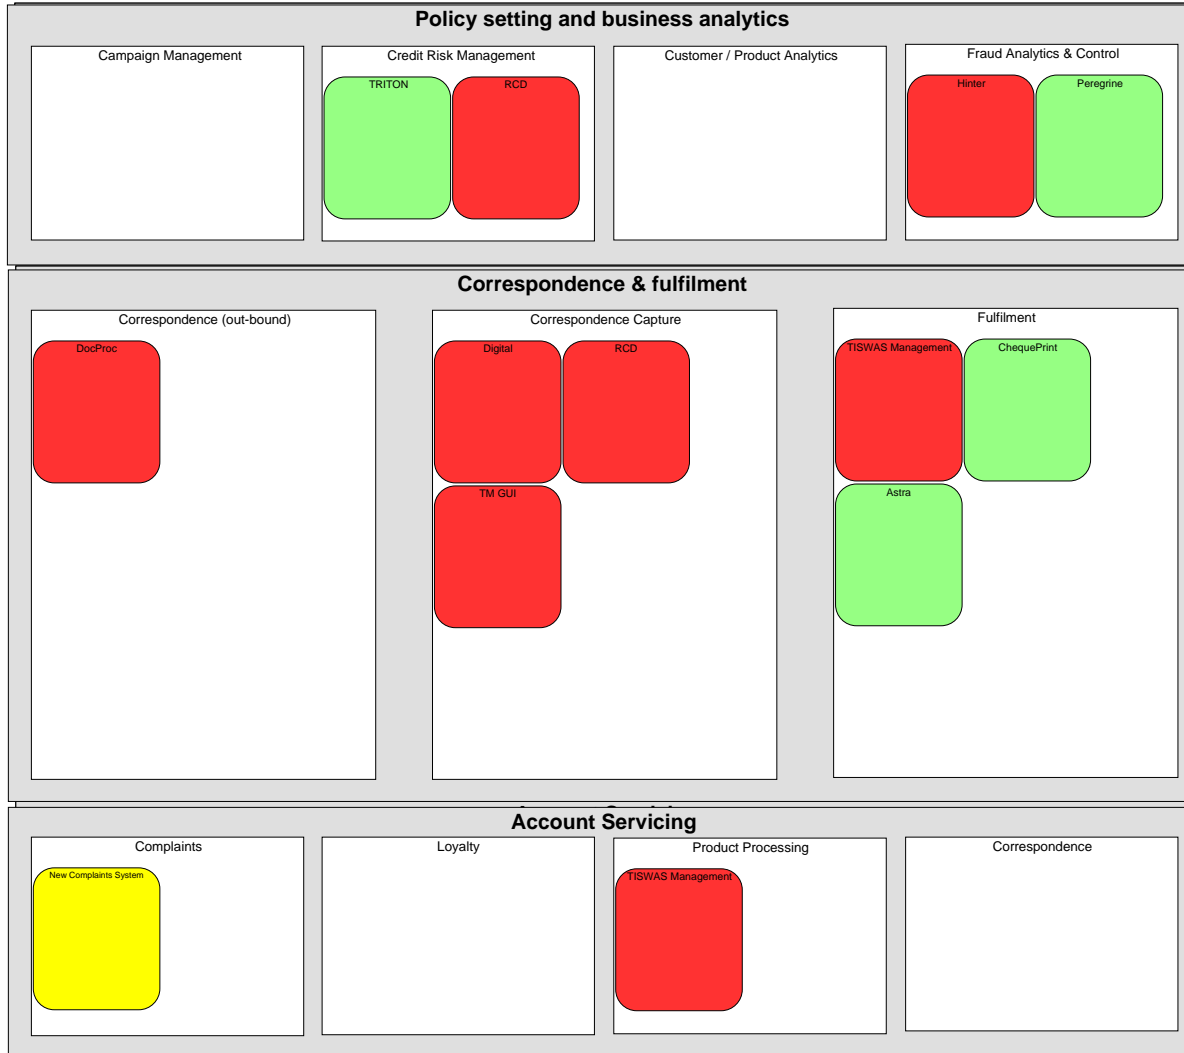 Policy setting and business analytics
Campaign Management
Credit Risk Management
Customer / Product Analytics
Fraud Analytics & Control
TRITON
RCD
Hinter
Peregrine
Correspondence & fulfilment
Correspondence (out-bound)
Correspondence Capture
Fulfilment
DocProc
Digital
RCD
TISWAS Management
ChequePrint
TM GUI
Astra
Account Servicing
Complaints
Loyalty
Product Processing
Correspondence
New Complaints System
TISWAS Management